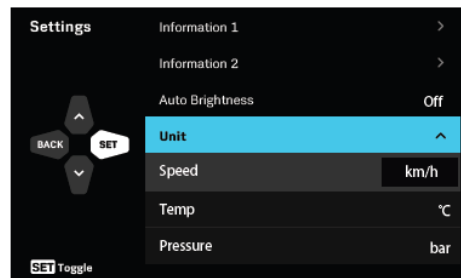 Settings
Information 1
Information 2
Auto Brightness Off
BACK SET
Unit
Speed km/h
Temp ℃
Pressure bar
SET Toggle